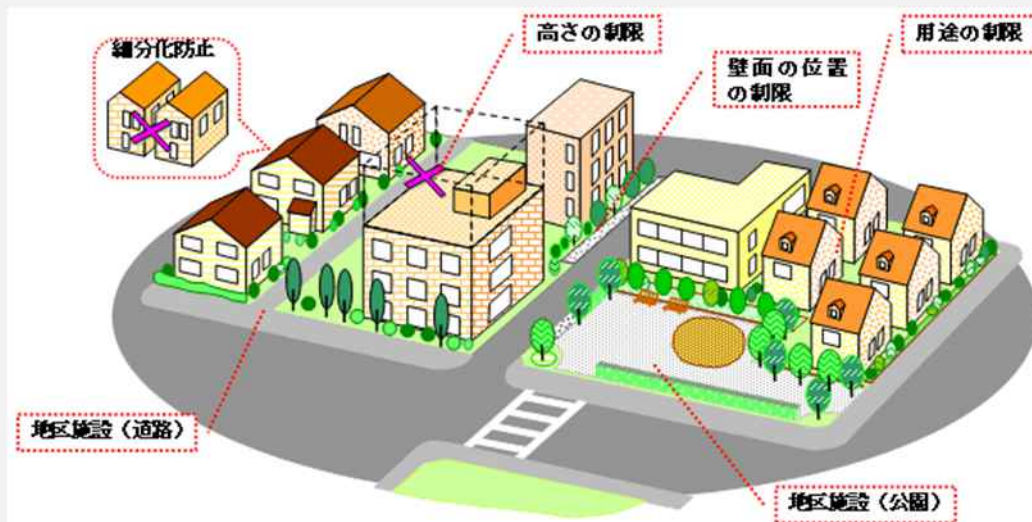 細分化防止
高さの制限
用途の制限
壁面の位置
の制限
地区施設（道路）
地区施設（公園）